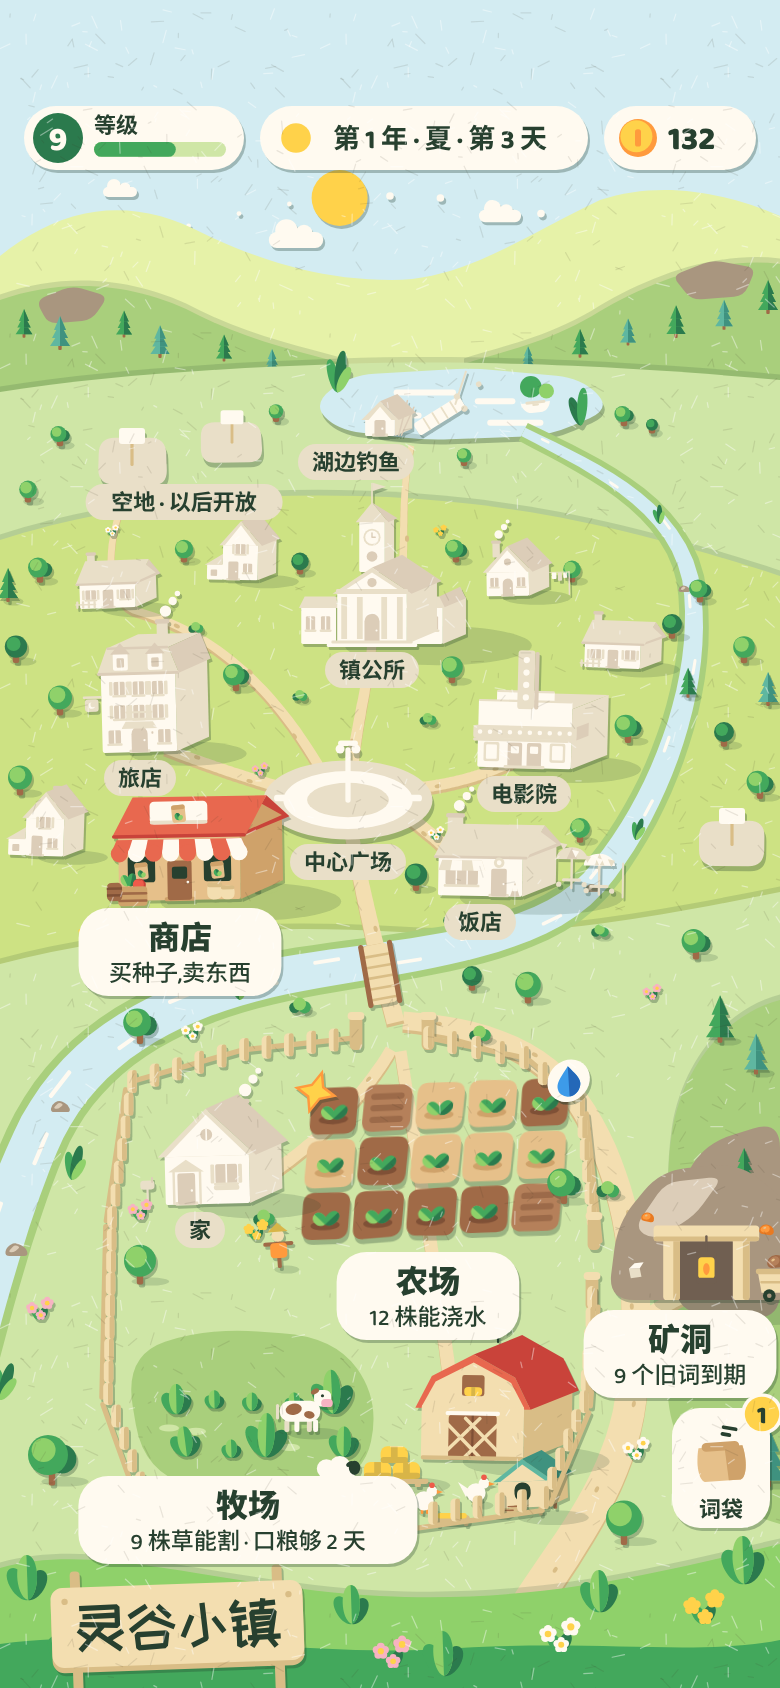 9
等级
第1年·夏·第3天
132
湖边钓鱼
空地·以后开放
镇公所
旅店
电影院
中心广场
饭店
商店
买种子,卖东西
家
农场
12 株能浇水
矿洞
9 个旧词到期
1
词袋
牧场
9 株草能割·口粮够 2 天
灵谷小镇